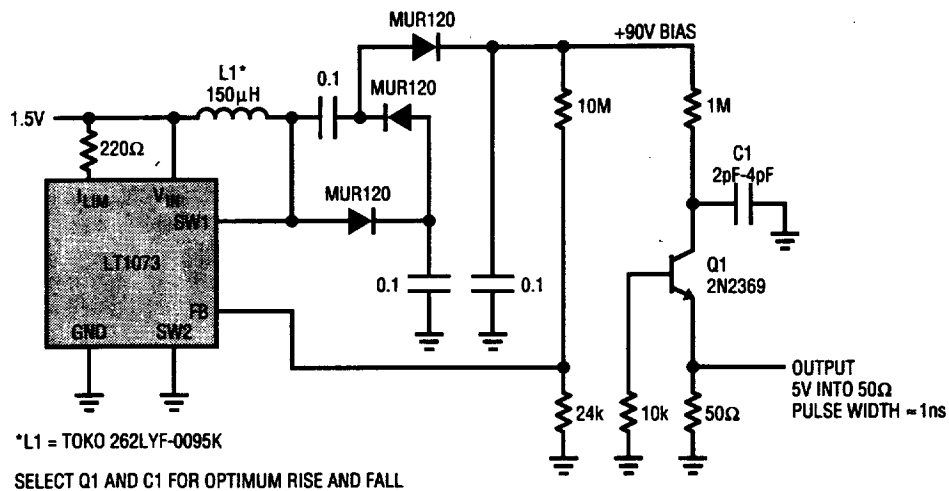 MUR120
+90V BIAS
L1*
150µH
0.1
MUR120
10M
1M
1.5V
220Ω
C1
2pF-4pF
ILIM
VIN
SW1
MUR120
LT1073
Q1
2N2369
0.1
0.1
FB
GND
SW2
OUTPUT
5V INTO 50Ω
PULSE WIDTH ≈ 1ns
24k
10k
50Ω
*L1 = TOKO 262LYF-0095K
SELECT Q1 AND C1 FOR OPTIMUM RISE AND FALL